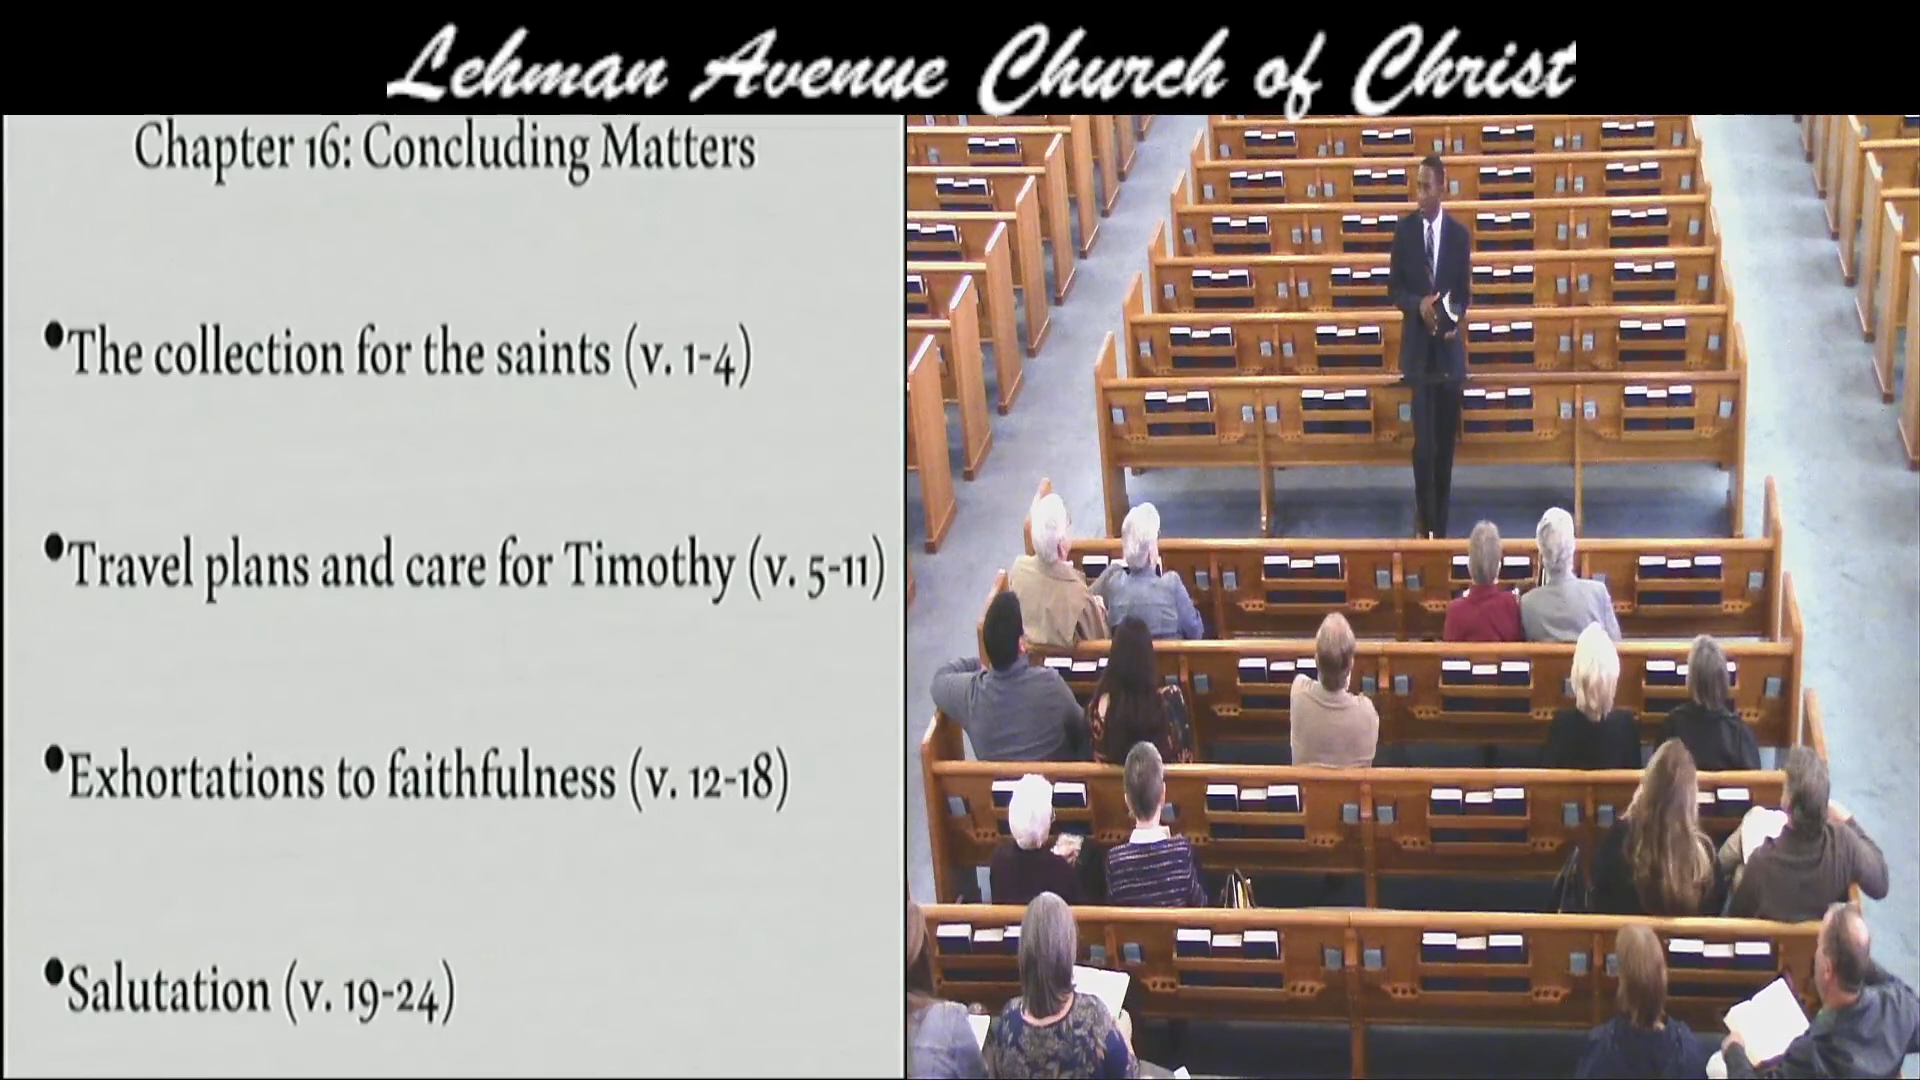 Lehman Avenue Church of Christ
Chapter 16: Concluding Matters
•The collection for the saints (v. 1-4)
•Travel plans and care for Timothy (v. 5-11)
•Exhortations to faithfulness (v. 12-18)
•Salutation (v. 19-24)